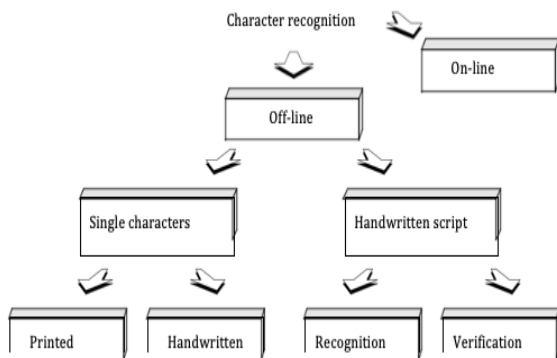 Character recognition
On-line
Off-line
Single characters
Handwritten script
Printed
Handwritten
Recognition
Verification